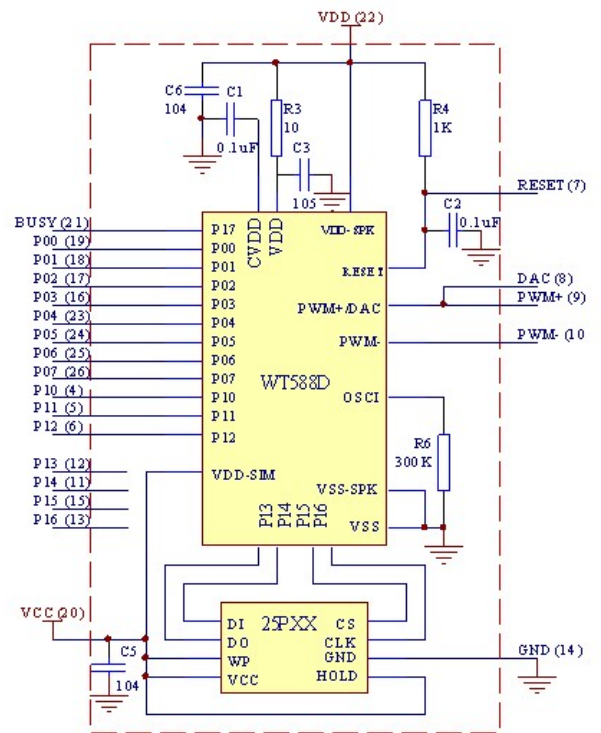 VDD (22)
C6
104
C1
0.1uF
R3
10
C3
105
R4
1K
RESET (7)
C2
0.1uF
BUSY (21)
P00 (19)
P01 (18)
P02 (17)
P03 (16)
P04 (23)
P05 (24)
P06 (25)
P07 (26)
P10 (4)
P11 (5)
P12 (6)
P13 (12)
P14 (11)
P15 (15)
P16 (13)
P17
P00
P01
P02
P03
P04
P05
P06
P07
P10
P11
P12
VDD-SIM
CVDD
VDD
VDD-SPK
RESET
PWM+/DAC
PWM-
WT588D
OSCI
VSS-SPK
VSS
P13
P14
P15
P16
DAC (8)
PWM+ (9)
PWM- (10
R6
300K
VCC(20)
C5
104
DI
DO
WP
VCC
25PXX
CS
CLK
GND
HOLD
GND (14)